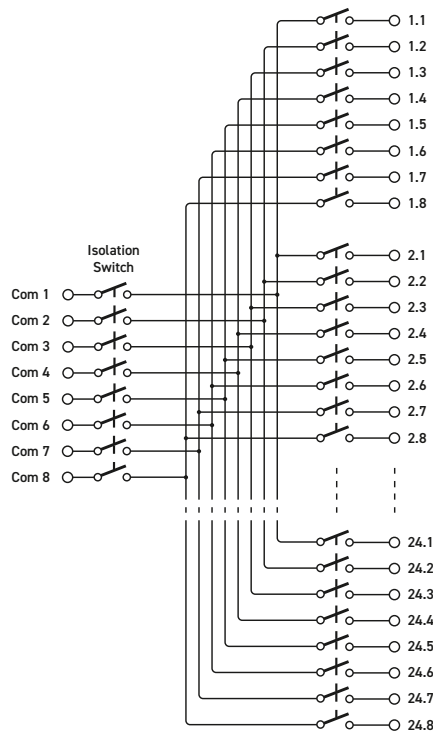 1.1
1.2
1.3
1.4
1.5
1.6
1.7
1.8
Isolation
Switch
2.1
2.2
2.3
2.4
2.5
2.6
2.7
2.8
Com 1
Com 2
Com 3
Com 4
Com 5
Com 6
Com 7
Com 8
24.1
24.2
24.3
24.4
24.5
24.6
24.7
24.8